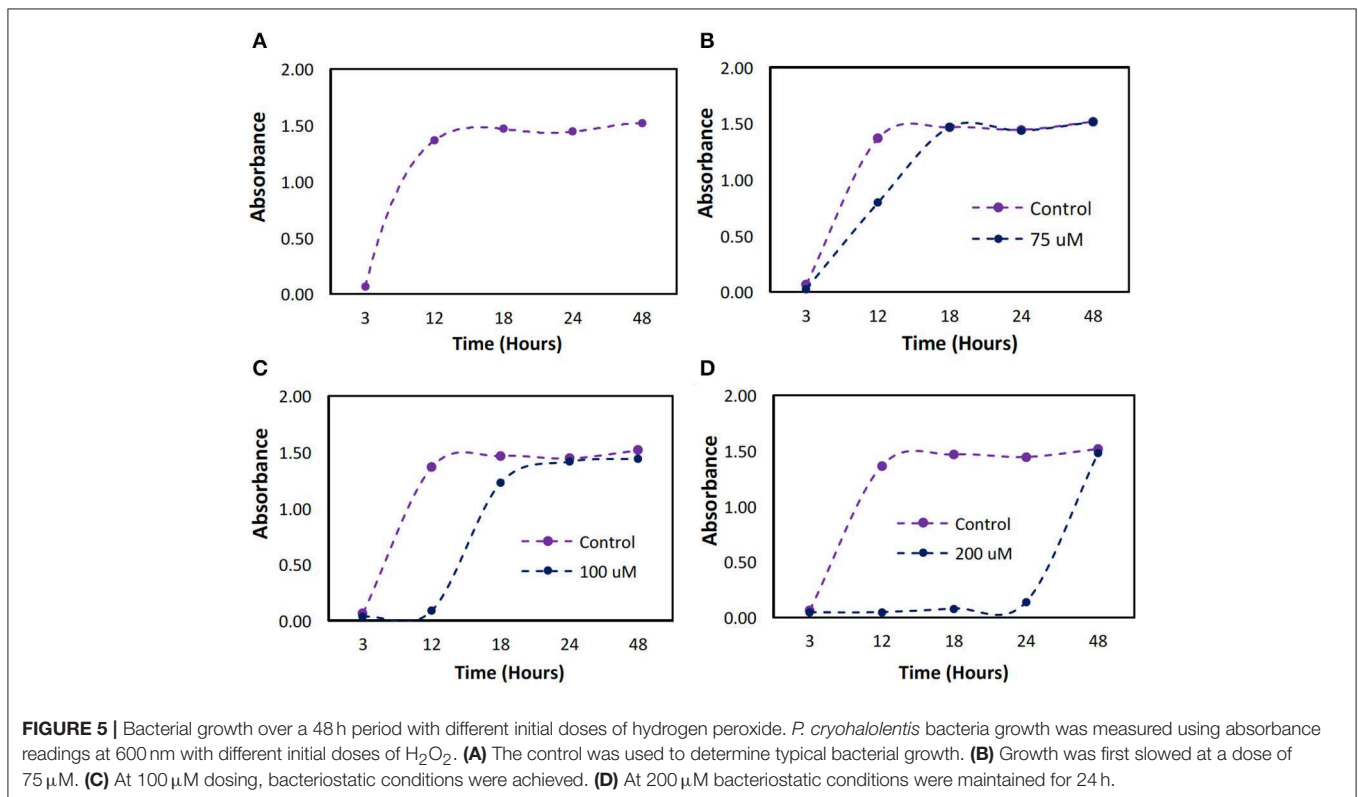 A
2.00
1.50
1.00
0.50
0.00
Absorbance
3 12 18 24 48
Time (Hours)
B
2.00
1.50
1.00
0.50
0.00
Absorbance
Control
75 uM
3 12 18 24 48
Time (Hours)
C
2.00
1.50
1.00
0.50
0.00
Absorbance
Control
100 uM
3 12 18 24 48
Time (Hours)
D
2.00
1.50
1.00
0.50
0.00
Absorbance
Control
200 uM
3 12 18 24 48
Time (Hours)
FIGURE 5 | Bacterial growth over a 48 h period with different initial doses of hydrogen peroxide. P. cryohalolentis bacteria growth was measured using absorbance
readings at 600 nm with different initial doses of H₂O₂. (A) The control was used to determine typical bacterial growth. (B) Growth was first slowed at a dose of
75 μM. (C) At 100 μM dosing, bacteriostatic conditions were achieved. (D) At 200 μM bacteriostatic conditions were maintained for 24 h.